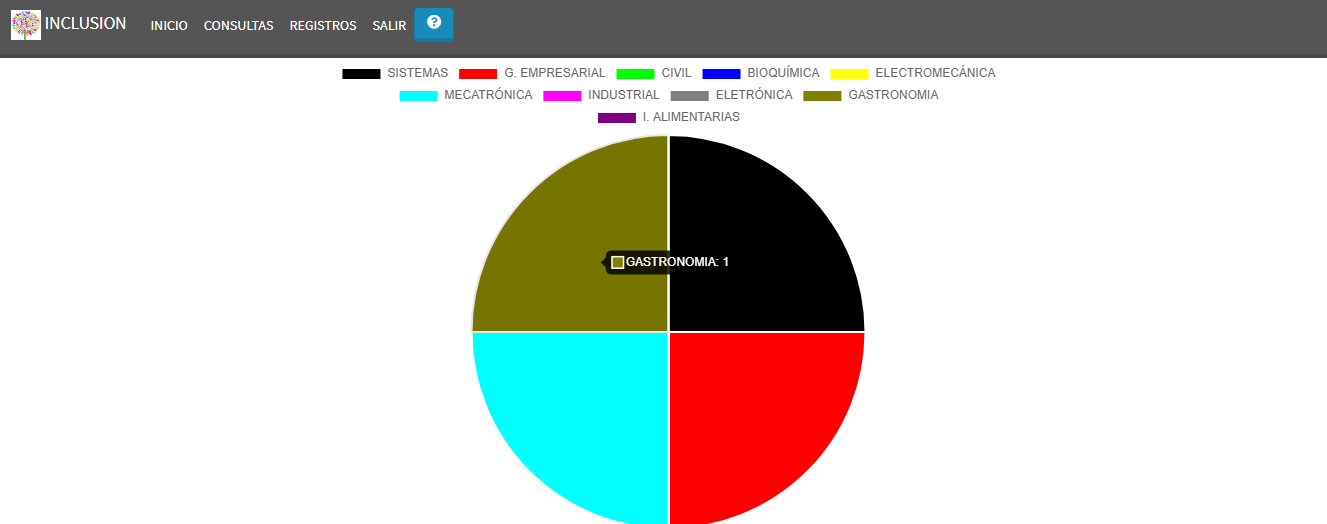 INCLUSION INICIO CONSULTAS REGISTROS SALIR ?
SISTEMAS G. EMPRESARIAL CIVIL BIOQUÍMICA ELECTROMECÁNICA
MECATRÓNICA INDUSTRIAL ELETRÓNICA GASTRONOMIA
I. ALIMENTARIAS
GASTRONOMIA: 1